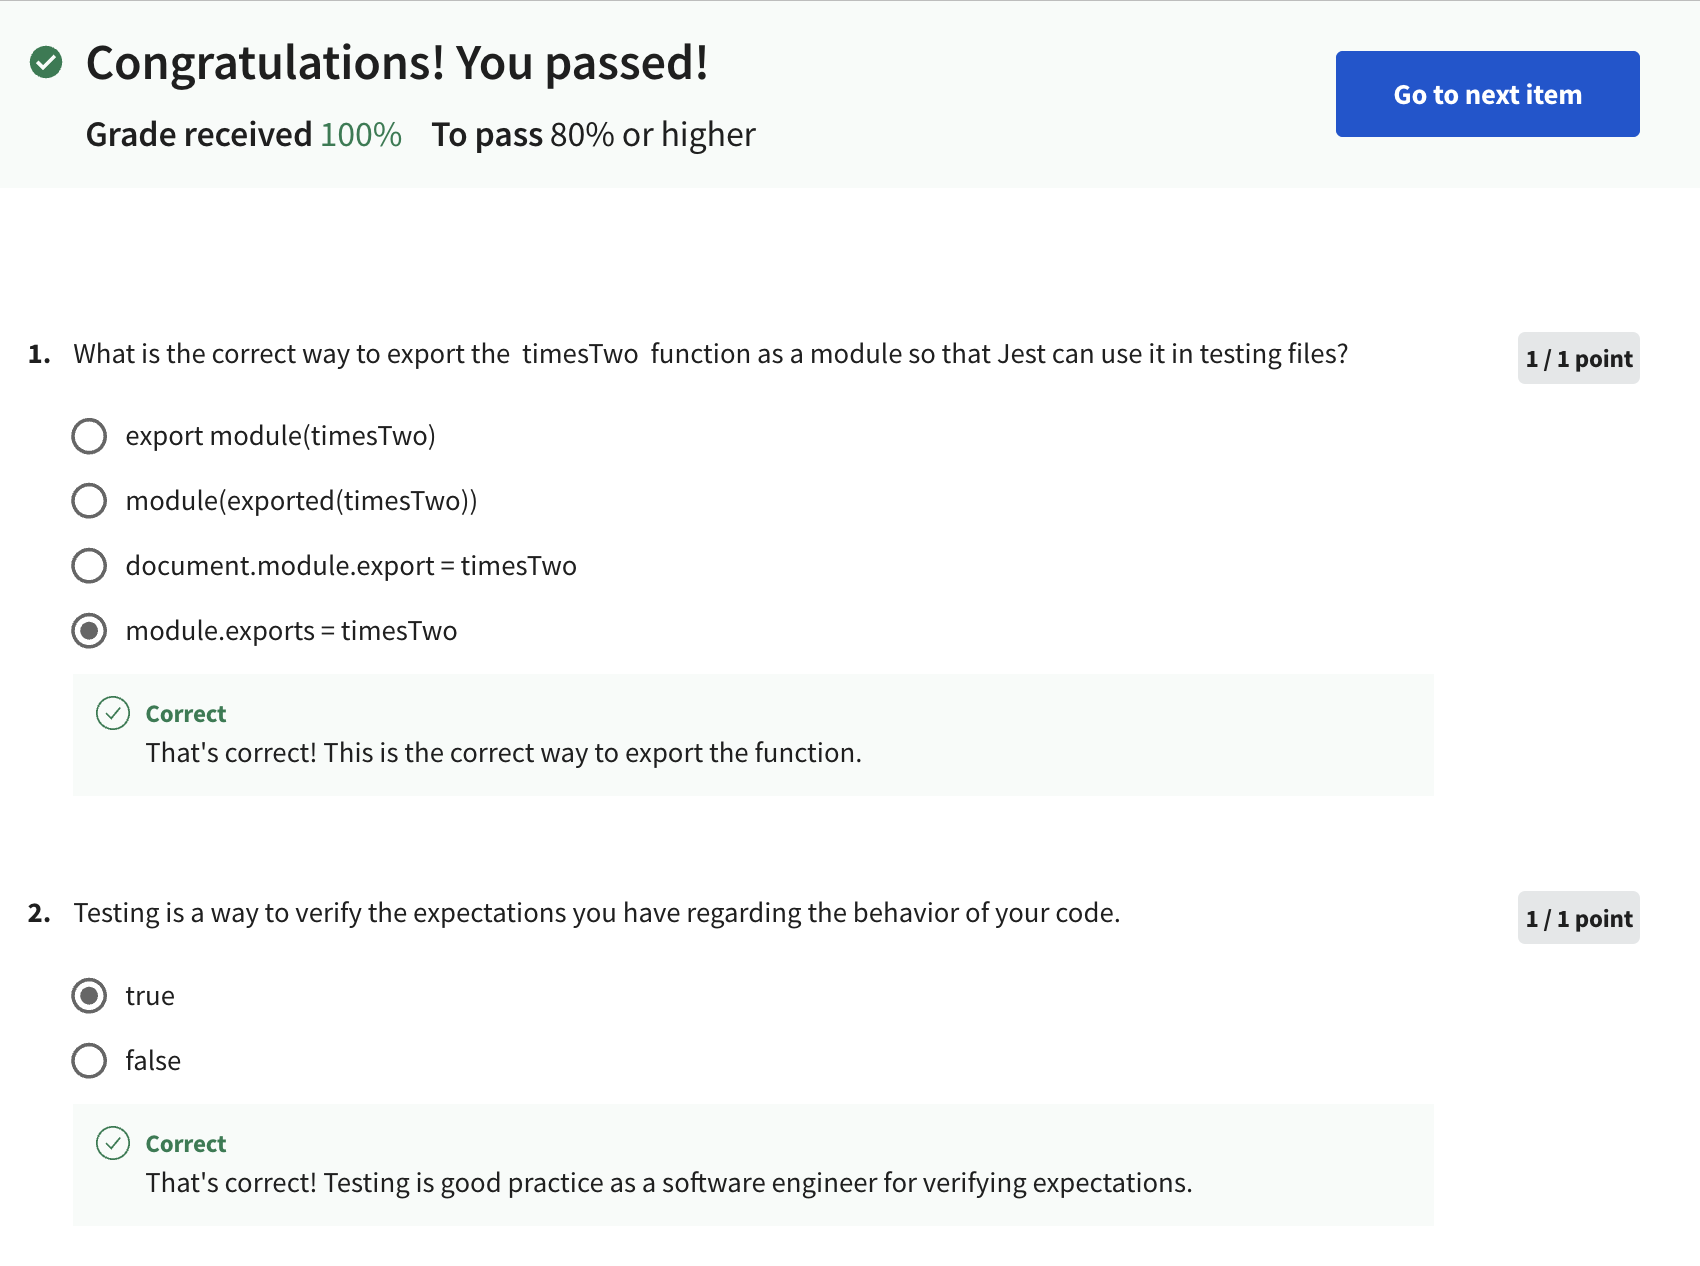 Congratulations! You passed!
Go to next item
Grade received 100% To pass 80% or higher
1. What is the correct way to export the timesTwo function as a module so that Jest can use it in testing files?
1 / 1 point
export module(timesTwo)
module(exported(timesTwo))
document.module.export = timesTwo
module.exports = timesTwo
Correct
That's correct! This is the correct way to export the function.
2. Testing is a way to verify the expectations you have regarding the behavior of your code.
1 / 1 point
true
false
Correct
That's correct! Testing is good practice as a software engineer for verifying expectations.